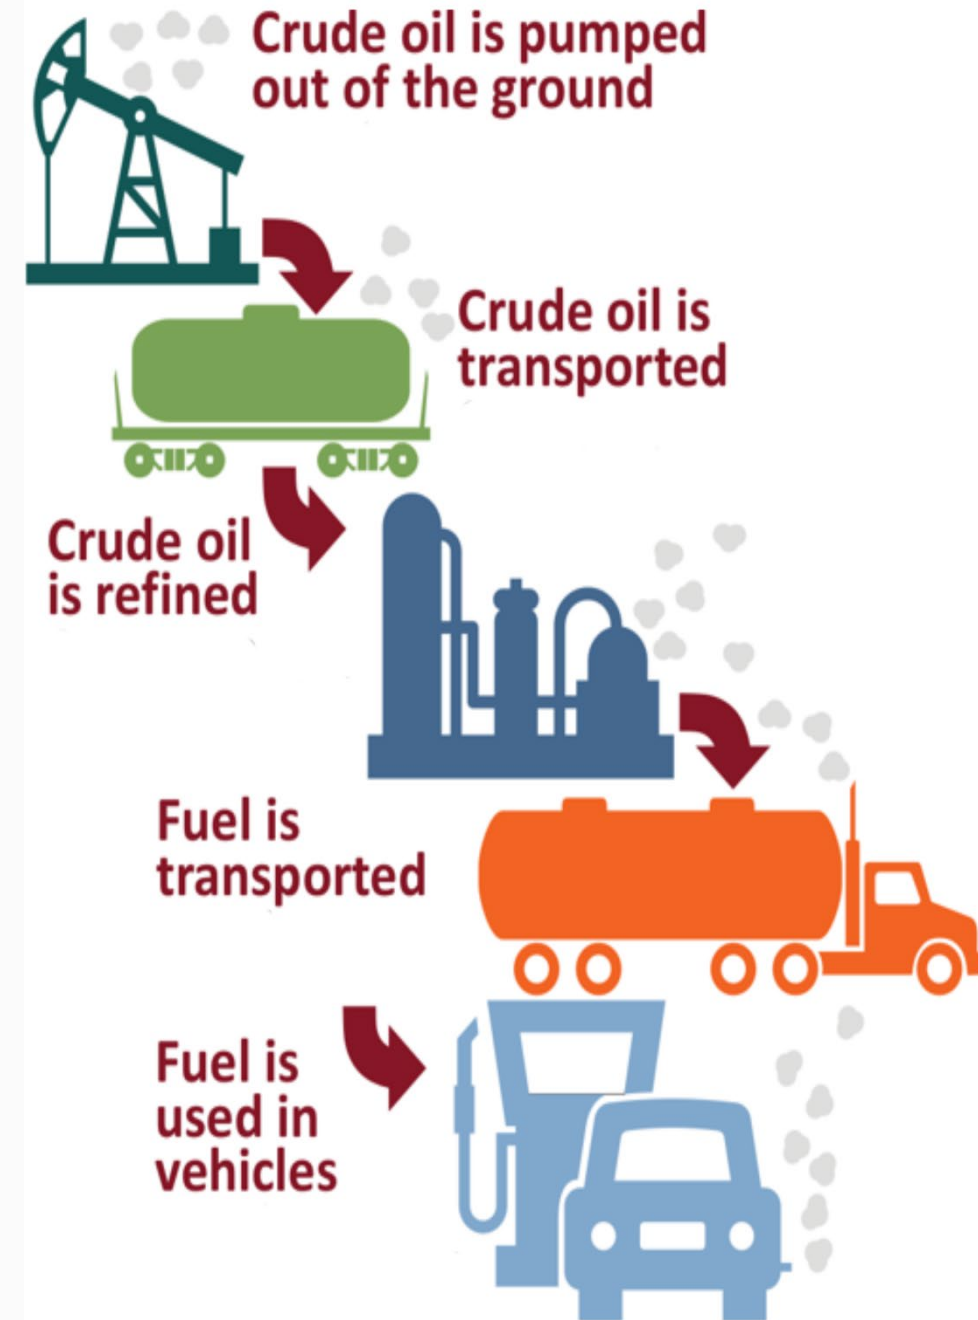 Crude oil is pumped
out of the ground
Crude oil is
transported
Crude oil
is refined
Fuel is
transported
Fuel is
used in
vehicles